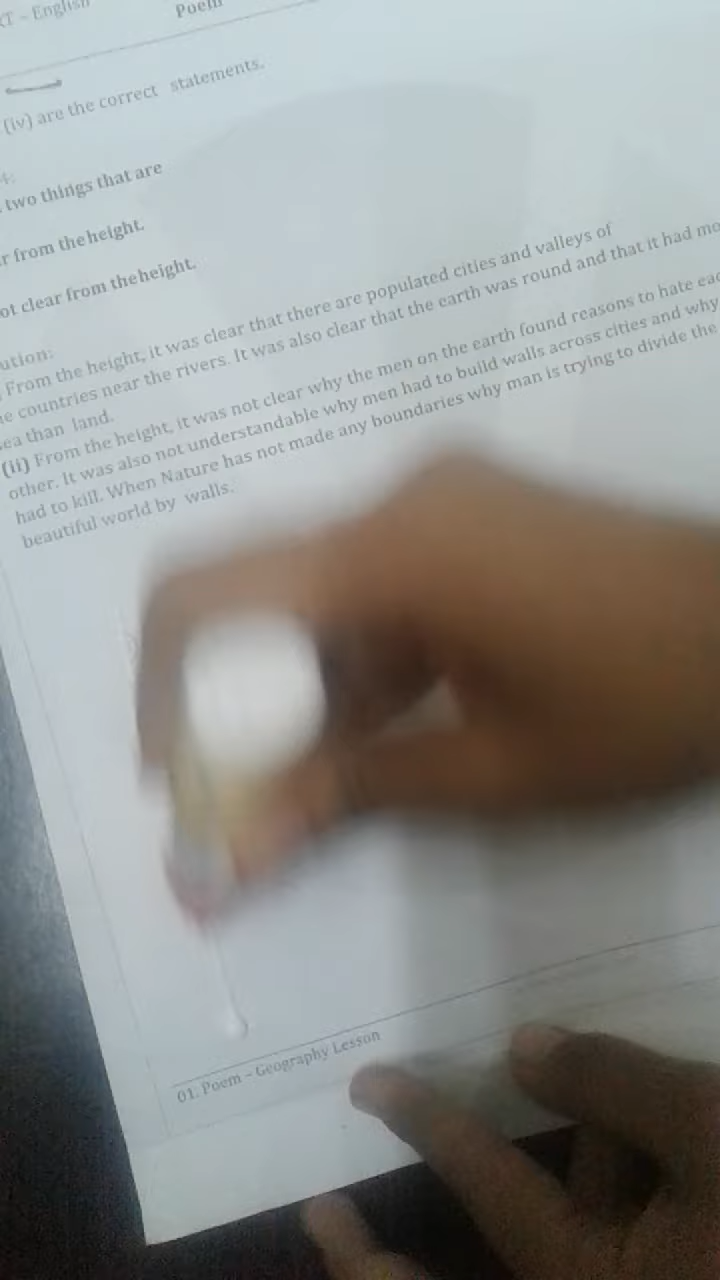 – English
Poem
(iv) are the correct statements.
4:
two things that are
from the height.
ot clear from the height.
ution:
From the height, it was clear that there are populated cities and valleys of
e countries near the rivers. It was also clear that the earth was round and that it had mo
ea than land.
(ii) From the height, it was not clear why the men on the earth found reasons to hate eac
other. It was also not understandable why men had to build walls across cities and why
had to kill. When Nature has not made any boundaries why man is trying to divide the
beautiful world by walls.
01. Poem – Geography Lesson